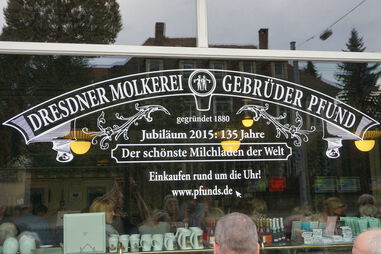 DRESDNER MOLKEREI GEBRÜDER PFUND
gegründet 1880
Jubiläum 2015: 135 Jahre
Der schönste Milchladen der Welt
Einkaufen rund um die Uhr!
www.pfunds.de